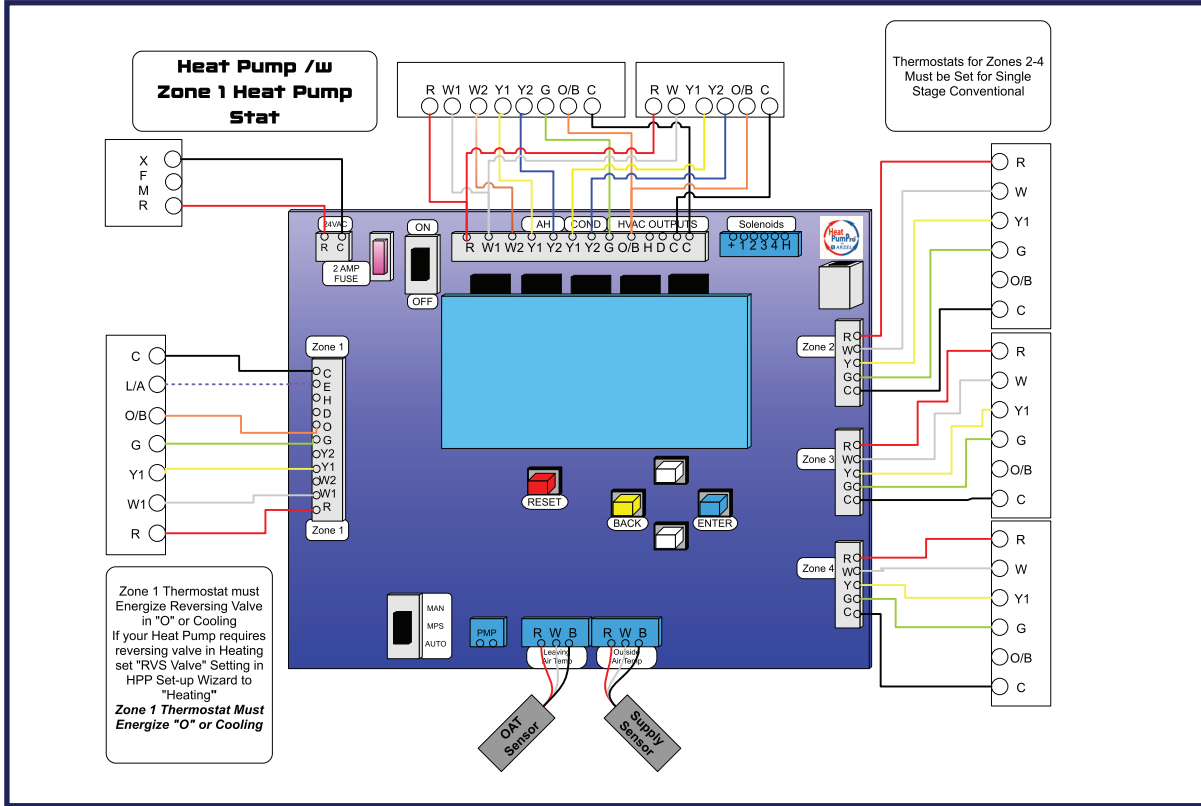 Heat Pump /w
Zone 1 Heat Pump
Stat
R W1 W2 Y1 Y2 G O/B C
R W Y1 Y2 O/B C
Thermostats for Zones 2-4
Must be Set for Single
Stage Conventional
X
F
M
R
24VAC
R C
2 AMP
FUSE
ON
OFF
AH COND HVAC OUTPUTS
R W1 W2 Y1 Y2 Y1 Y2 G O/B H D C C
Solenoids
+ 1 2 3 4 H
Heat
PumpPro
ARZEL
R
W
Y1
G
O/B
C
Zone 2
R
W
Y
G
C
R
W
Y1
G
O/B
C
Zone 3
R
W
Y
G
C
R
W
Y1
G
O/B
C
Zone 4
R
W
Y
G
C
C
L/A
O/B
G
Y1
W1
R
Zone 1
C
E
H
D
O
G
Y2
Y1
W2
W1
R
Zone 1
RESET
BACK
ENTER
Zone 1 Thermostat must
Energize Reversing Valve
in "O" or Cooling
If your Heat Pump requires
reversing valve in Heating
set "RVS Valve" Setting in
HPP Set-up Wizard to
"Heating"
Zone 1 Thermostat Must
Energize "O" or Cooling
MAN
MPS
AUTO
PMP
R W B
Leaving
Air Temp
R W B
Outside
Air Temp
OAT
Sensor
Supply
Sensor